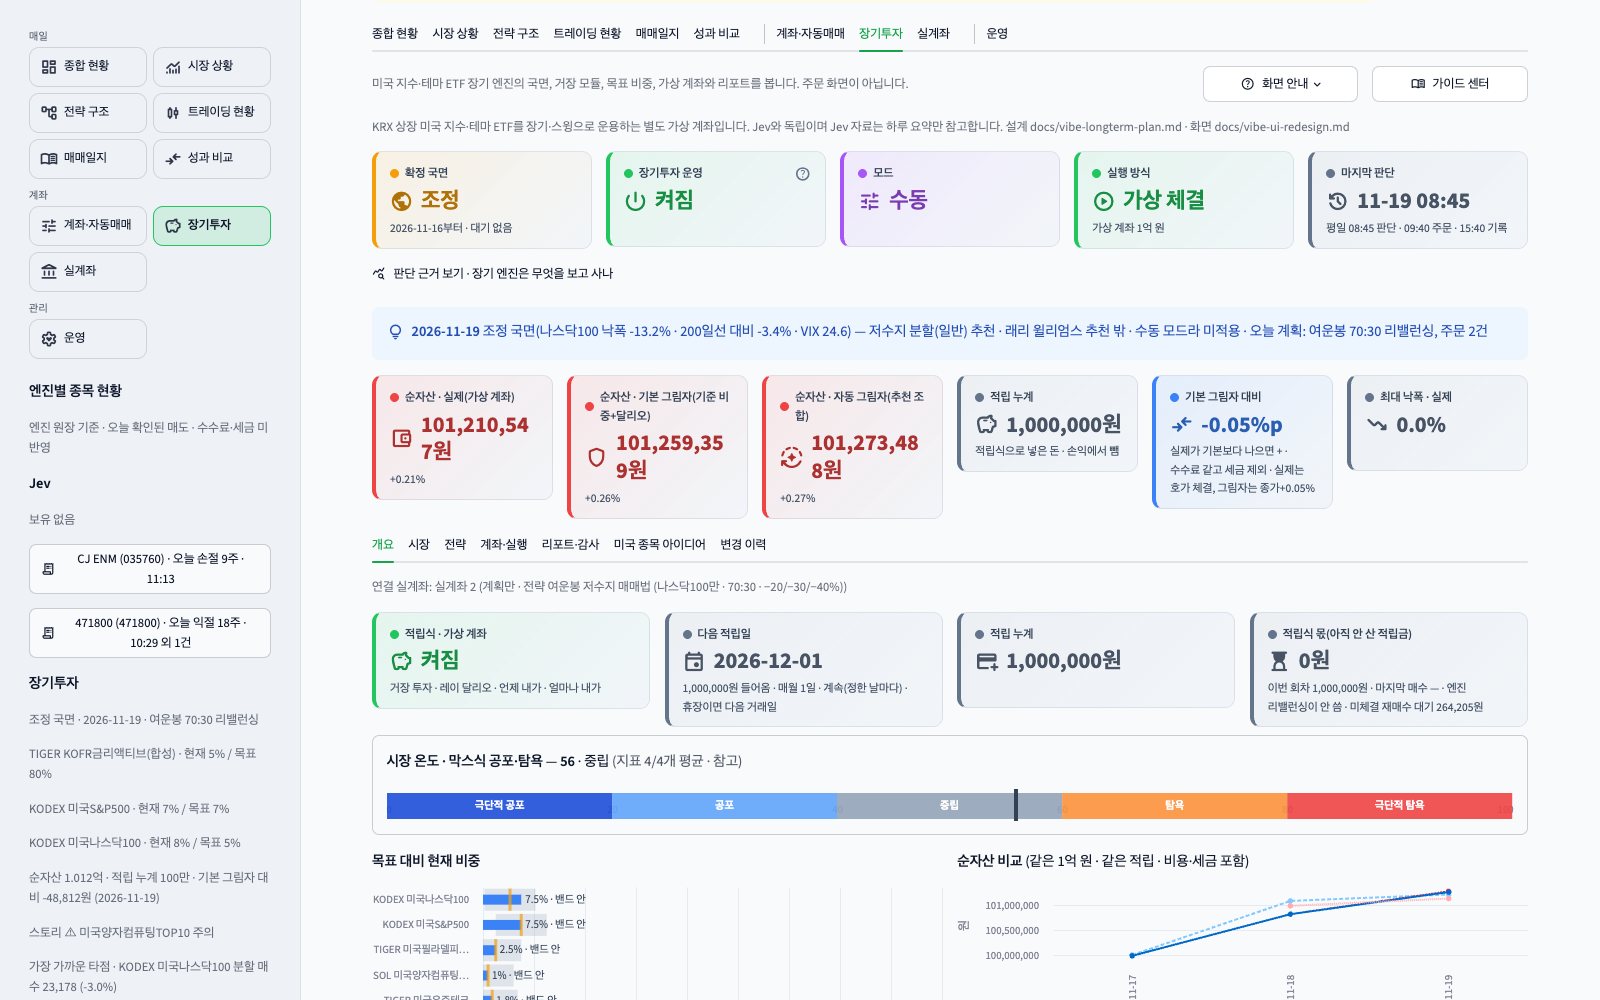 매일
종합 현황
시장 상황
전략 구조
트레이딩 현황
매매일지
성과 비교
계좌
계좌·자동매매
장기투자
실계좌
관리
운영
엔진별 종목 현황
엔진 원장 기준 · 오늘 확인된 매도 · 수수료·세금 미
반영
Jev
보유 없음
CJ ENM (035760) · 오늘 손절 9주 ·
11:13
471800 (471800) · 오늘 익절 18주 ·
10:29 외 1건
장기투자
조정 국면 · 2026-11-19 · 여운봉 70:30 리밸런싱
TIGER KOFR금리액티브(합성) · 현재 5% / 목표
80%
KODEX 미국S&P500 · 현재 7% / 목표 7%
KODEX 미국나스닥100 · 현재 8% / 목표 5%
순자산 1.012억 · 적립 누계 100만 · 기본 그림자 대
비 -48,812원 (2026-11-19)
스토리 ⚠ 미국양자컴퓨팅TOP10 주의
가장 가까운 타점 · KODEX 미국나스닥100 분할 매
수 23,178 (-3.0%)
종합 현황 시장 상황 전략 구조 트레이딩 현황 매매일지 성과 비교 계좌·자동매매 장기투자 실계좌 운영
미국 지수·테마 ETF 장기 엔진의 국면, 거장 모듈, 목표 비중, 가상 계좌와 리포트를 봅니다. 주문 화면이 아닙니다.
화면 안내
가이드 센터
KRX 상장 미국 지수·테마 ETF를 장기·스윙으로 운용하는 별도 가상 계좌입니다. Jev와 독립이며 Jev 자료는 하루 요약만 참고합니다. 설계 docs/vibe-longterm-plan.md · 화면 docs/vibe-ui-redesign.md
확정 국면
조정
2026-11-16부터 · 대기 없음
장기투자 운영
켜짐
모드
수동
실행 방식
가상 체결
가상 계좌 1억 원
마지막 판단
11-19 08:45
평일 08:45 판단 · 09:40 주문 · 15:40 기록
판단 근거 보기 · 장기 엔진은 무엇을 보고 사나
2026-11-19 조정 국면(나스닥100 낙폭 -13.2% · 200일선 대비 -3.4% · VIX 24.6) — 저수지 분할(일반) 추천 · 래리 윌리엄스 추천 밖 · 수동 모드라 미적용 · 오늘 계획: 여운봉 70:30 리밸런싱, 주문 2건
순자산 · 실제(가상 계좌)
101,210,54
7원
+0.21%
순자산 · 기본 그림자(기준 비
중+달리오)
101,259,35
9원
+0.26%
순자산 · 자동 그림자(추천 조
합)
101,273,48
8원
+0.27%
적립 누계
1,000,000원
적립식으로 넣은 돈 · 손익에서 뺌
기본 그림자 대비
-0.05%p
실제가 기본보다 나으면 + ·
수수료 같고 세금 제외 · 실제는
호가 체결, 그림자는 종가+0.05%
최대 낙폭 · 실제
0.0%
개요 시장 전략 계좌·실행 리포트·감사 미국 종목 아이디어 변경 이력
연결 실계좌: 실계좌 2 (계획만 · 전략 여운봉 저수지 매매법 (나스닥100만 · 70:30 · −20/−30/−40%))
적립식 · 가상 계좌
켜짐
거장 투자 · 레이 달리오 · 언제 내가 · 얼마나 내가
다음 적립일
2026-12-01
1,000,000원 들어옴 · 매월 1일 · 계속(정한 날마다) ·
휴장이면 다음 거래일
적립 누계
1,000,000원
적립식 몫(아직 안 산 적립금)
0원
이번 회차 1,000,000원 · 마지막 매수 — · 엔진
리밸런싱이 안 씀 · 미체결 재매수 대기 264,205원
시장 온도 · 막스식 공포·탐욕 — 56 · 중립 (지표 4/4개 평균 · 참고)
극단적 공포 공포 중립 탐욕 극단적 탐욕
20 40 60 80 100
목표 대비 현재 비중
KODEX 미국나스닥100 7.5% · 밴드 안
KODEX 미국S&P500 7.5% · 밴드 안
TIGER 미국필라델피… 2.5% · 밴드 안
SOL 미국양자컴퓨팅… 1% · 밴드 안
TIGER 미국우주테크 1.8% · 밴드 안
순자산 비교 (같은 1억 원 · 같은 적립 · 비용·세금 포함)
원
101,000,000
100,500,000
100,000,000
11-17
11-18
11-19